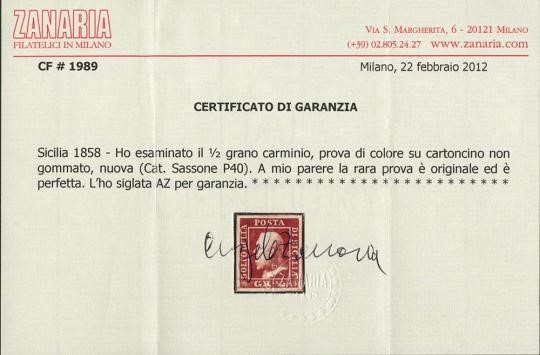 ZANARIA
FILATELICI IN MILANO
VIA S. MARGHERITA, 6 - 20121 MILANO
(+39) 02.805.24.27 www.zanaria.com
CF # 1989
Milano, 22 febbraio 2012
CERTIFICATO DI GARANZIA
Sicilia 1858 - Ho esaminato il ½ grano carminio, prova di colore su cartoncino non
gommato, nuova (Cat. Sassone P40). A mio parere la rara prova è originale ed è
perfetta. L'ho siglata AZ per garanzia. * * * * * * * * * * * * * * * * * * * * * * * *
POSTA
BOLLO DELLA
DI SICILIA
ZANARIA